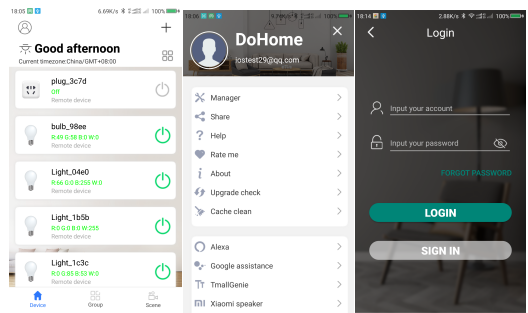 18:05
6.69K/s
100%
Good afternoon
Current timezone:China/GMT+08:00
plug_3c7d
Off
Remote device
bulb_98ee
R:49 G:58 B:0 W:0
Remote device
Light_04e0
R:66 G:0 B:255 W:0
Remote device
Light_1b5b
R:0 G:0 B:0 W:255
Remote device
Light_1c3c
R:0 G:85 B:53 W:0
Remote device
Device
Group
Scene
18:06
100%
DoHome
iostest29@qq.com
Manager
Share
Help
Rate me
About
Upgrade check
Cache clean
Alexa
Google assistance
TmallGenie
Xiaomi speaker
18:14
2.88K/s
100%
Login
Input your account
Input your password
FORGOT PASSWORD
LOGIN
SIGN IN